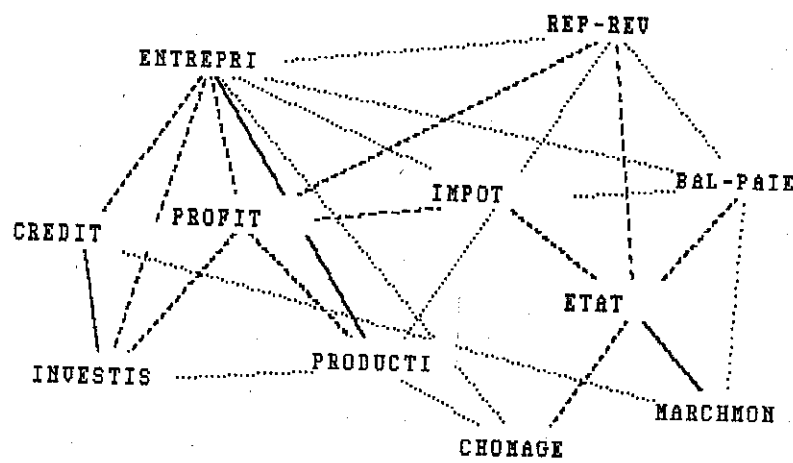 REP-REV
ENTREPRI
BAL-PAIE
IMPOT
PROFIT
CREDIT
ETAT
PRODUCTI
INVESTIS
MARCHMON
CHOMAGE